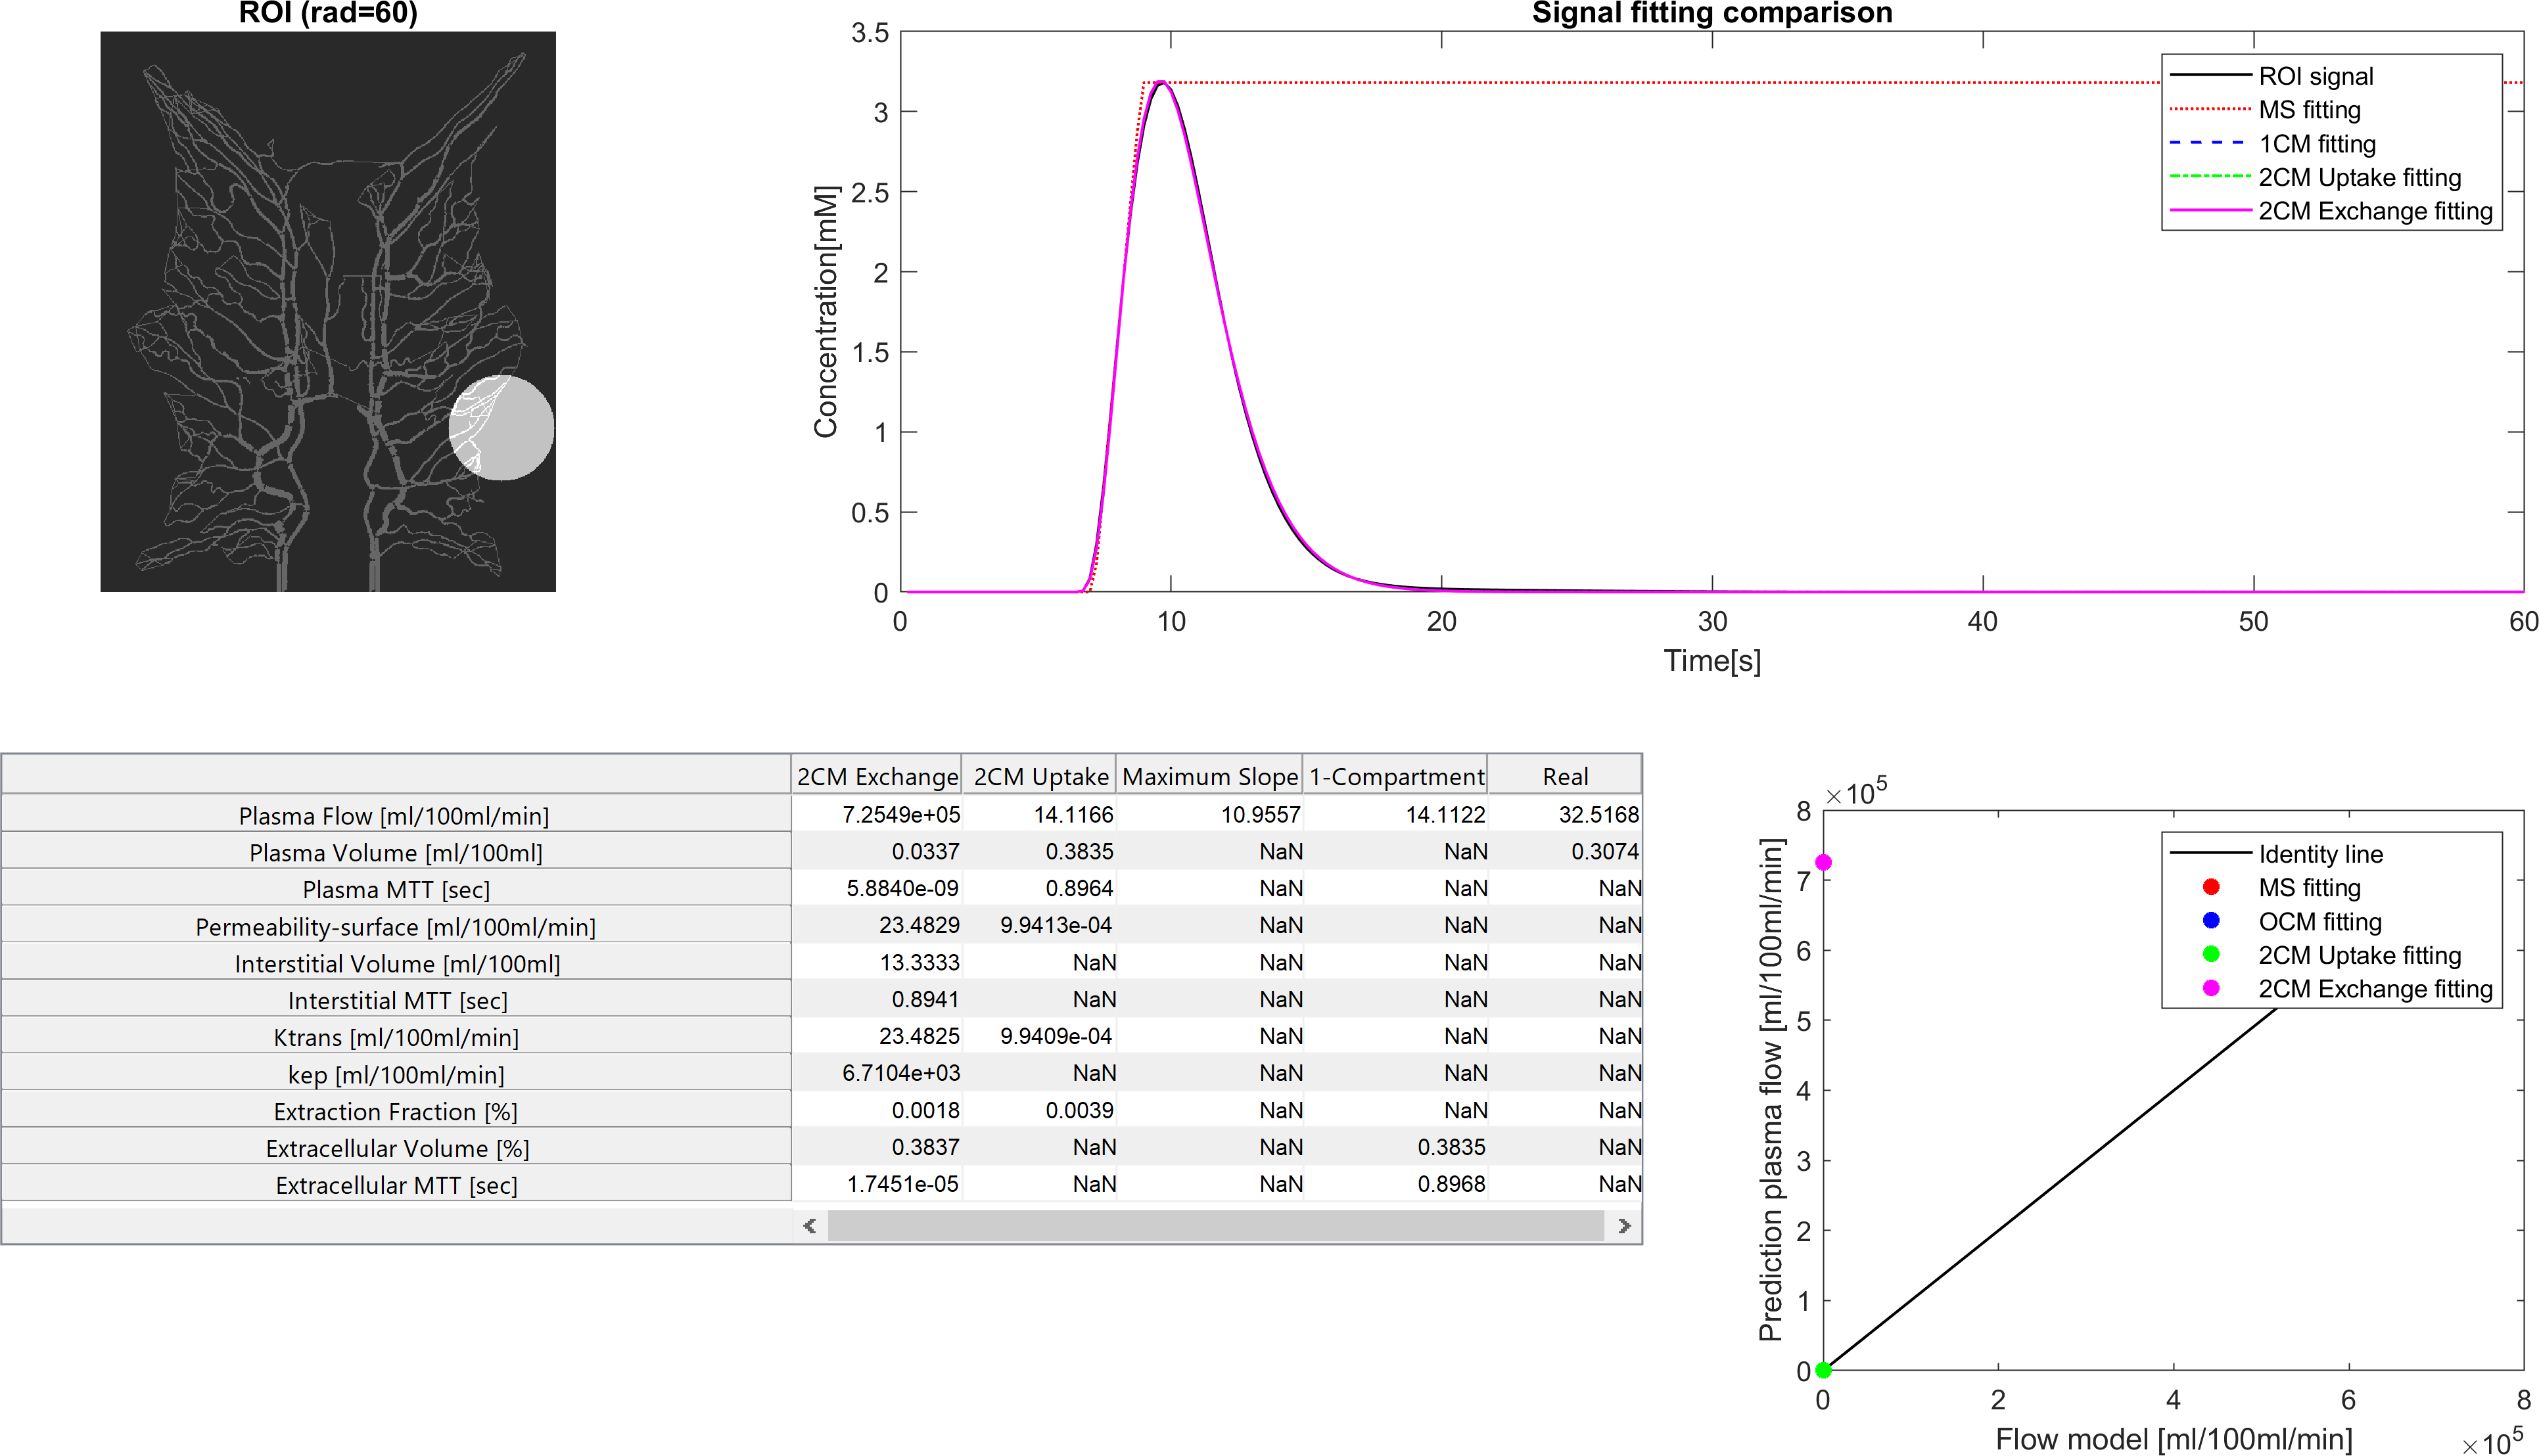 ROI (rad=60)
Signal fitting comparison
3.5
3
2.5
2
1.5
1
0.5
0
Concentration[mM]
0 10 20 30 40 50 60
Time[s]
ROI signal
MS fitting
1CM fitting
2CM Uptake fitting
2CM Exchange fitting
2CM Exchange 2CM Uptake Maximum Slope 1-Compartment Real
Plasma Flow [ml/100ml/min] 7.2549e+05 14.1166 10.9557 14.1122 32.5168
Plasma Volume [ml/100ml] 0.0337 0.3835 NaN NaN 0.3074
Plasma MTT [sec] 5.8840e-09 0.8964 NaN NaN NaN
Permeability-surface [ml/100ml/min] 23.4829 9.9413e-04 NaN NaN NaN
Interstitial Volume [ml/100ml] 13.3333 NaN NaN NaN NaN
Interstitial MTT [sec] 0.8941 NaN NaN NaN NaN
Ktrans [ml/100ml/min] 23.4825 9.9409e-04 NaN NaN NaN
kep [ml/100ml/min] 6.7104e+03 NaN NaN NaN NaN
Extraction Fraction [%] 0.0018 0.0039 NaN NaN NaN
Extracellular Volume [%] 0.3837 NaN NaN 0.3835 NaN
Extracellular MTT [sec] 1.7451e-05 NaN NaN 0.8968 NaN
×10⁵
8
7
6
5
4
3
2
1
0
Prediction plasma flow [ml/100ml/min]
Identity line
MS fitting
OCM fitting
2CM Uptake fitting
2CM Exchange fitting
0 2 4 6 8
Flow model [ml/100ml/min]
×10⁵